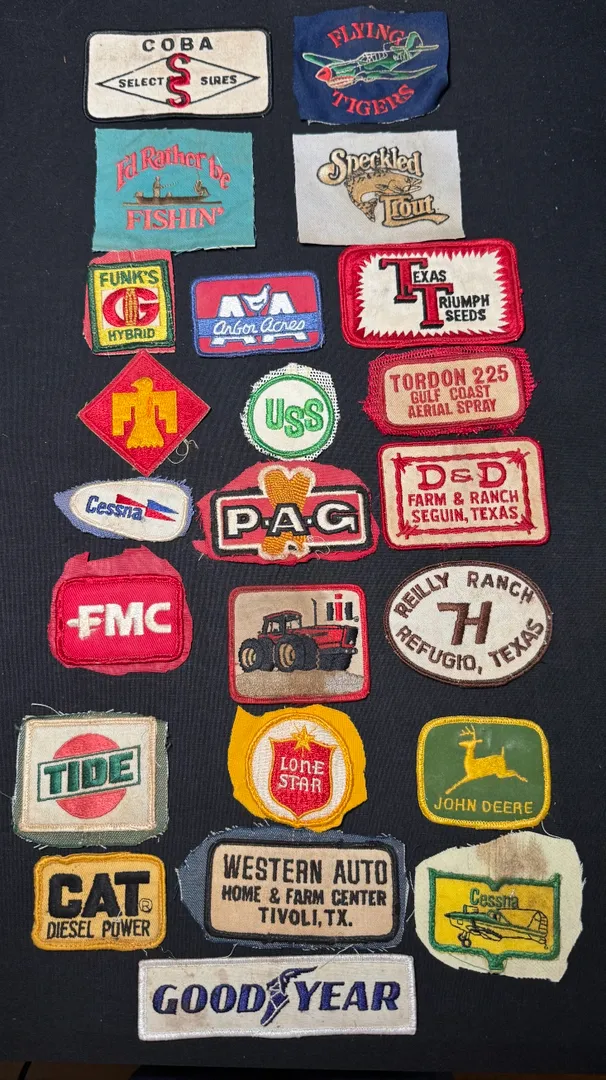 COBA
SELECT SIRES
SS
FLYING
TIGERS
I'd Rather be
FISHIN'
Speckled
Trout
FUNK'S
G
HYBRID
AA
Arbor Acres
TEXAS
TRIUMPH
SEEDS
USS
TORDON 225
GULF COAST
AERIAL SPRAY
Cessna
P·A·G
D&D
FARM & RANCH
SEGUIN, TEXAS
FMC
IH
REILLY RANCH
7H
REFUGIO, TEXAS
TIDE
LONE
STAR
JOHN DEERE
CAT®
DIESEL POWER
WESTERN AUTO
HOME & FARM CENTER
TIVOLI, TX.
Cessna
GOODYEAR